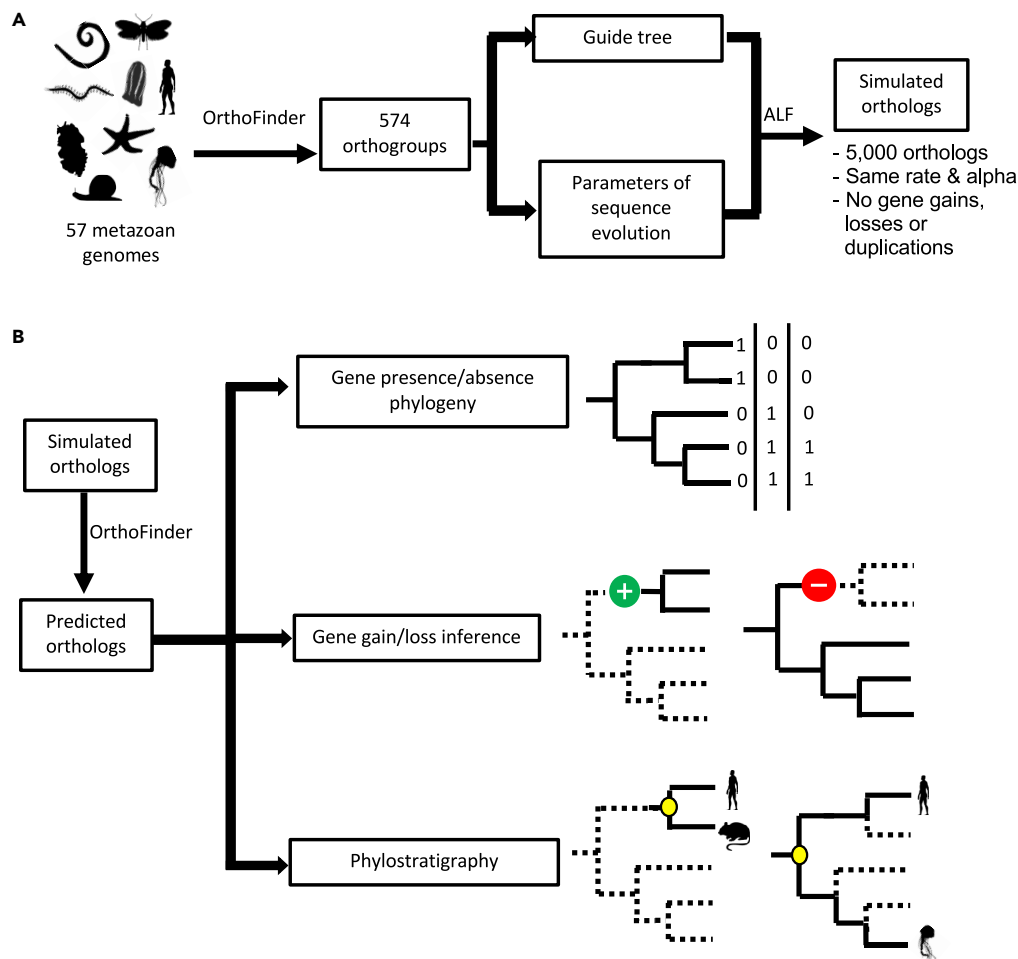 A
57 metazoan
genomes
OrthoFinder
574
orthogroups
Guide tree
Parameters of
sequence
evolution
ALF
Simulated
orthologs
- 5,000 orthologs
- Same rate & alpha
- No gene gains,
losses or
duplications
B
Simulated
orthologs
OrthoFinder
Predicted
orthologs
Gene presence/absence
phylogeny
1 0 0
1 0 0
0 1 0
0 1 1
0 1 1
Gene gain/loss inference
+
−
Phylostratigraphy